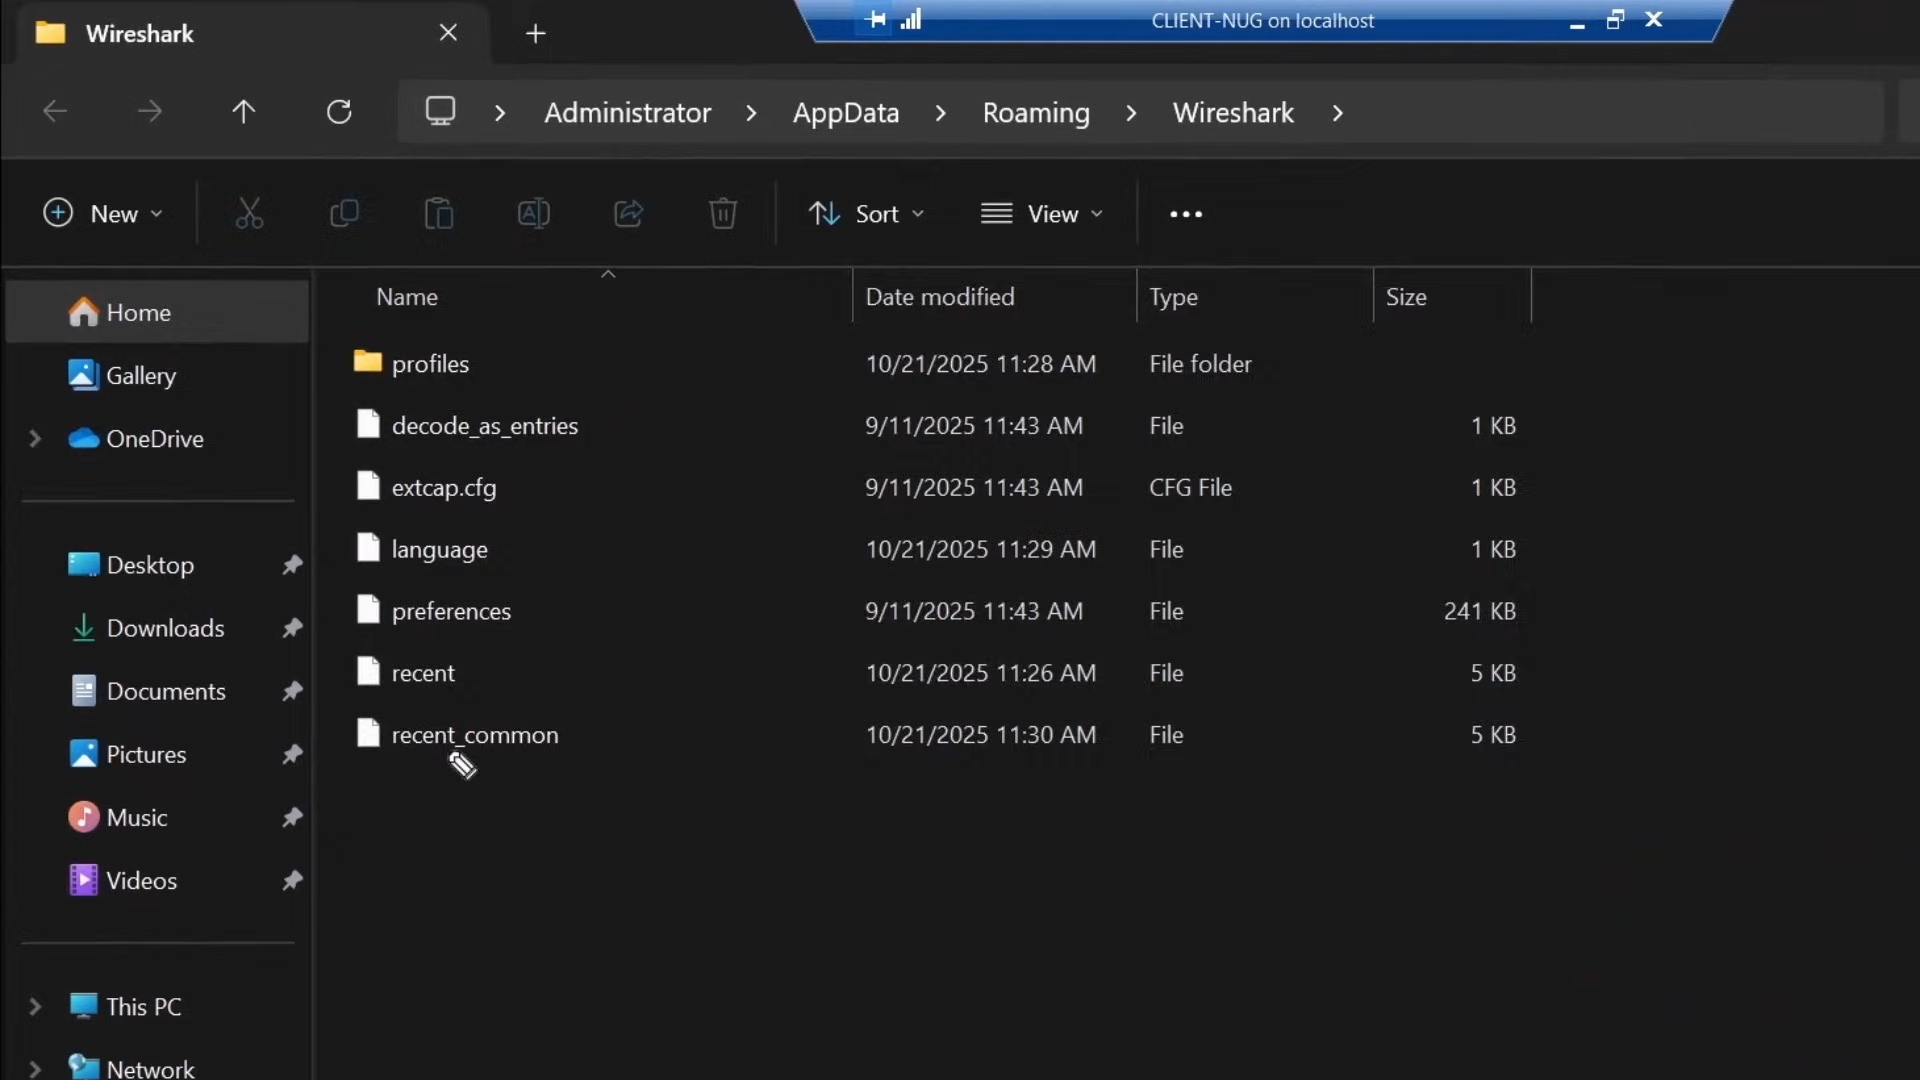 Wireshark
CLIENT-NUG on localhost
Administrator
AppData
Roaming
Wireshark
New
Sort
View
Name
Date modified
Type
Size
Home
Gallery
OneDrive
Desktop
Downloads
Documents
Pictures
Music
Videos
This PC
Network
profiles 10/21/2025 11:28 AM File folder
decode_as_entries 9/11/2025 11:43 AM File 1 KB
extcap.cfg 9/11/2025 11:43 AM CFG File 1 KB
language 10/21/2025 11:29 AM File 1 KB
preferences 9/11/2025 11:43 AM File 241 KB
recent 10/21/2025 11:26 AM File 5 KB
recent_common 10/21/2025 11:30 AM File 5 KB